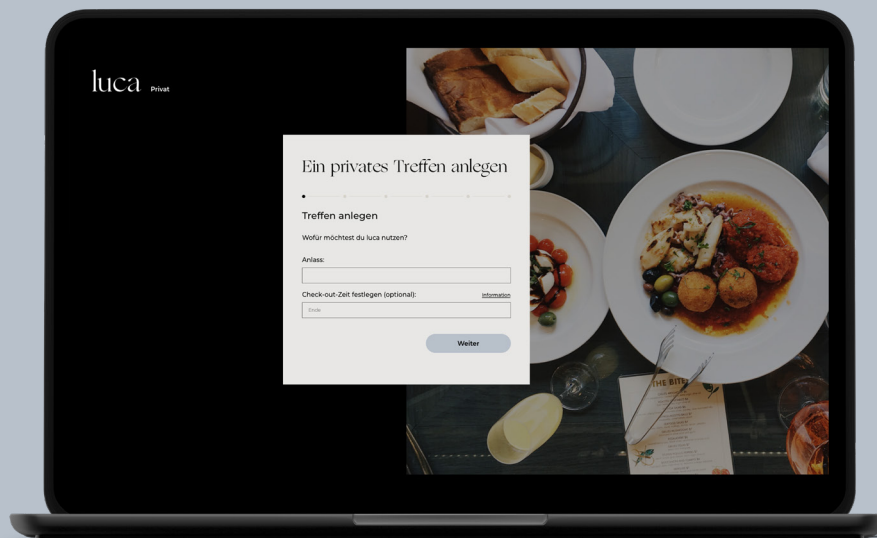 luca Privat
Ein privates Treffen anlegen
Treffen anlegen
Wofür möchtest du luca nutzen?
Anlass:
Check-out-Zeit festlegen (optional): Information
Ende
Weiter
THE BITE